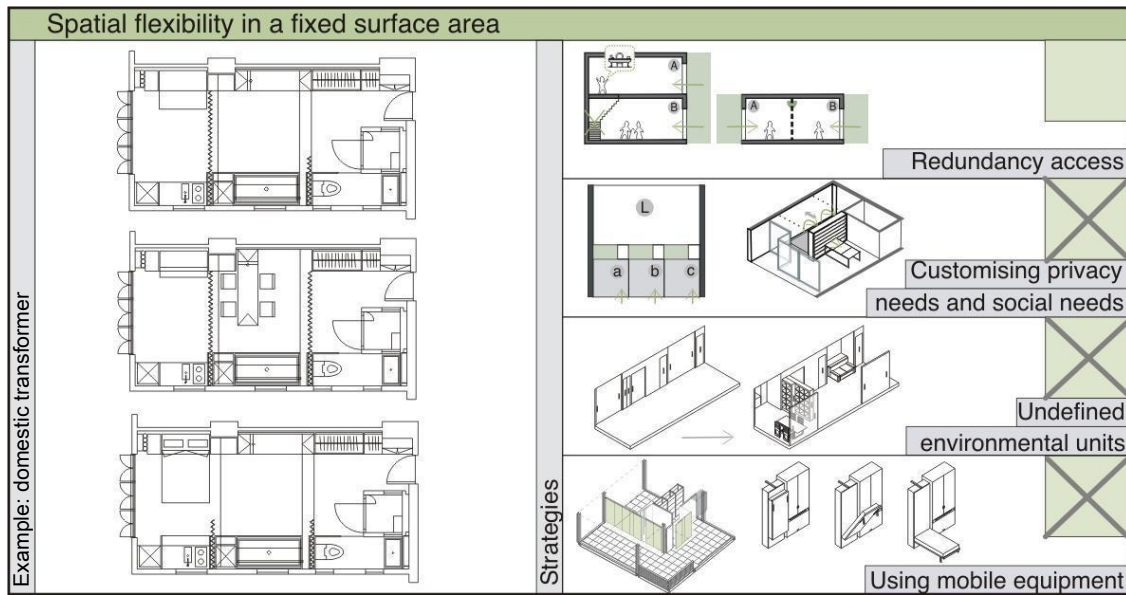 Spatial flexibility in a fixed surface area
Example: domestic transformer
Strategies
A
B
A
B
Redundancy access
L
a
b
c
Customising privacy
needs and social needs
Undefined
environmental units
Using mobile equipment